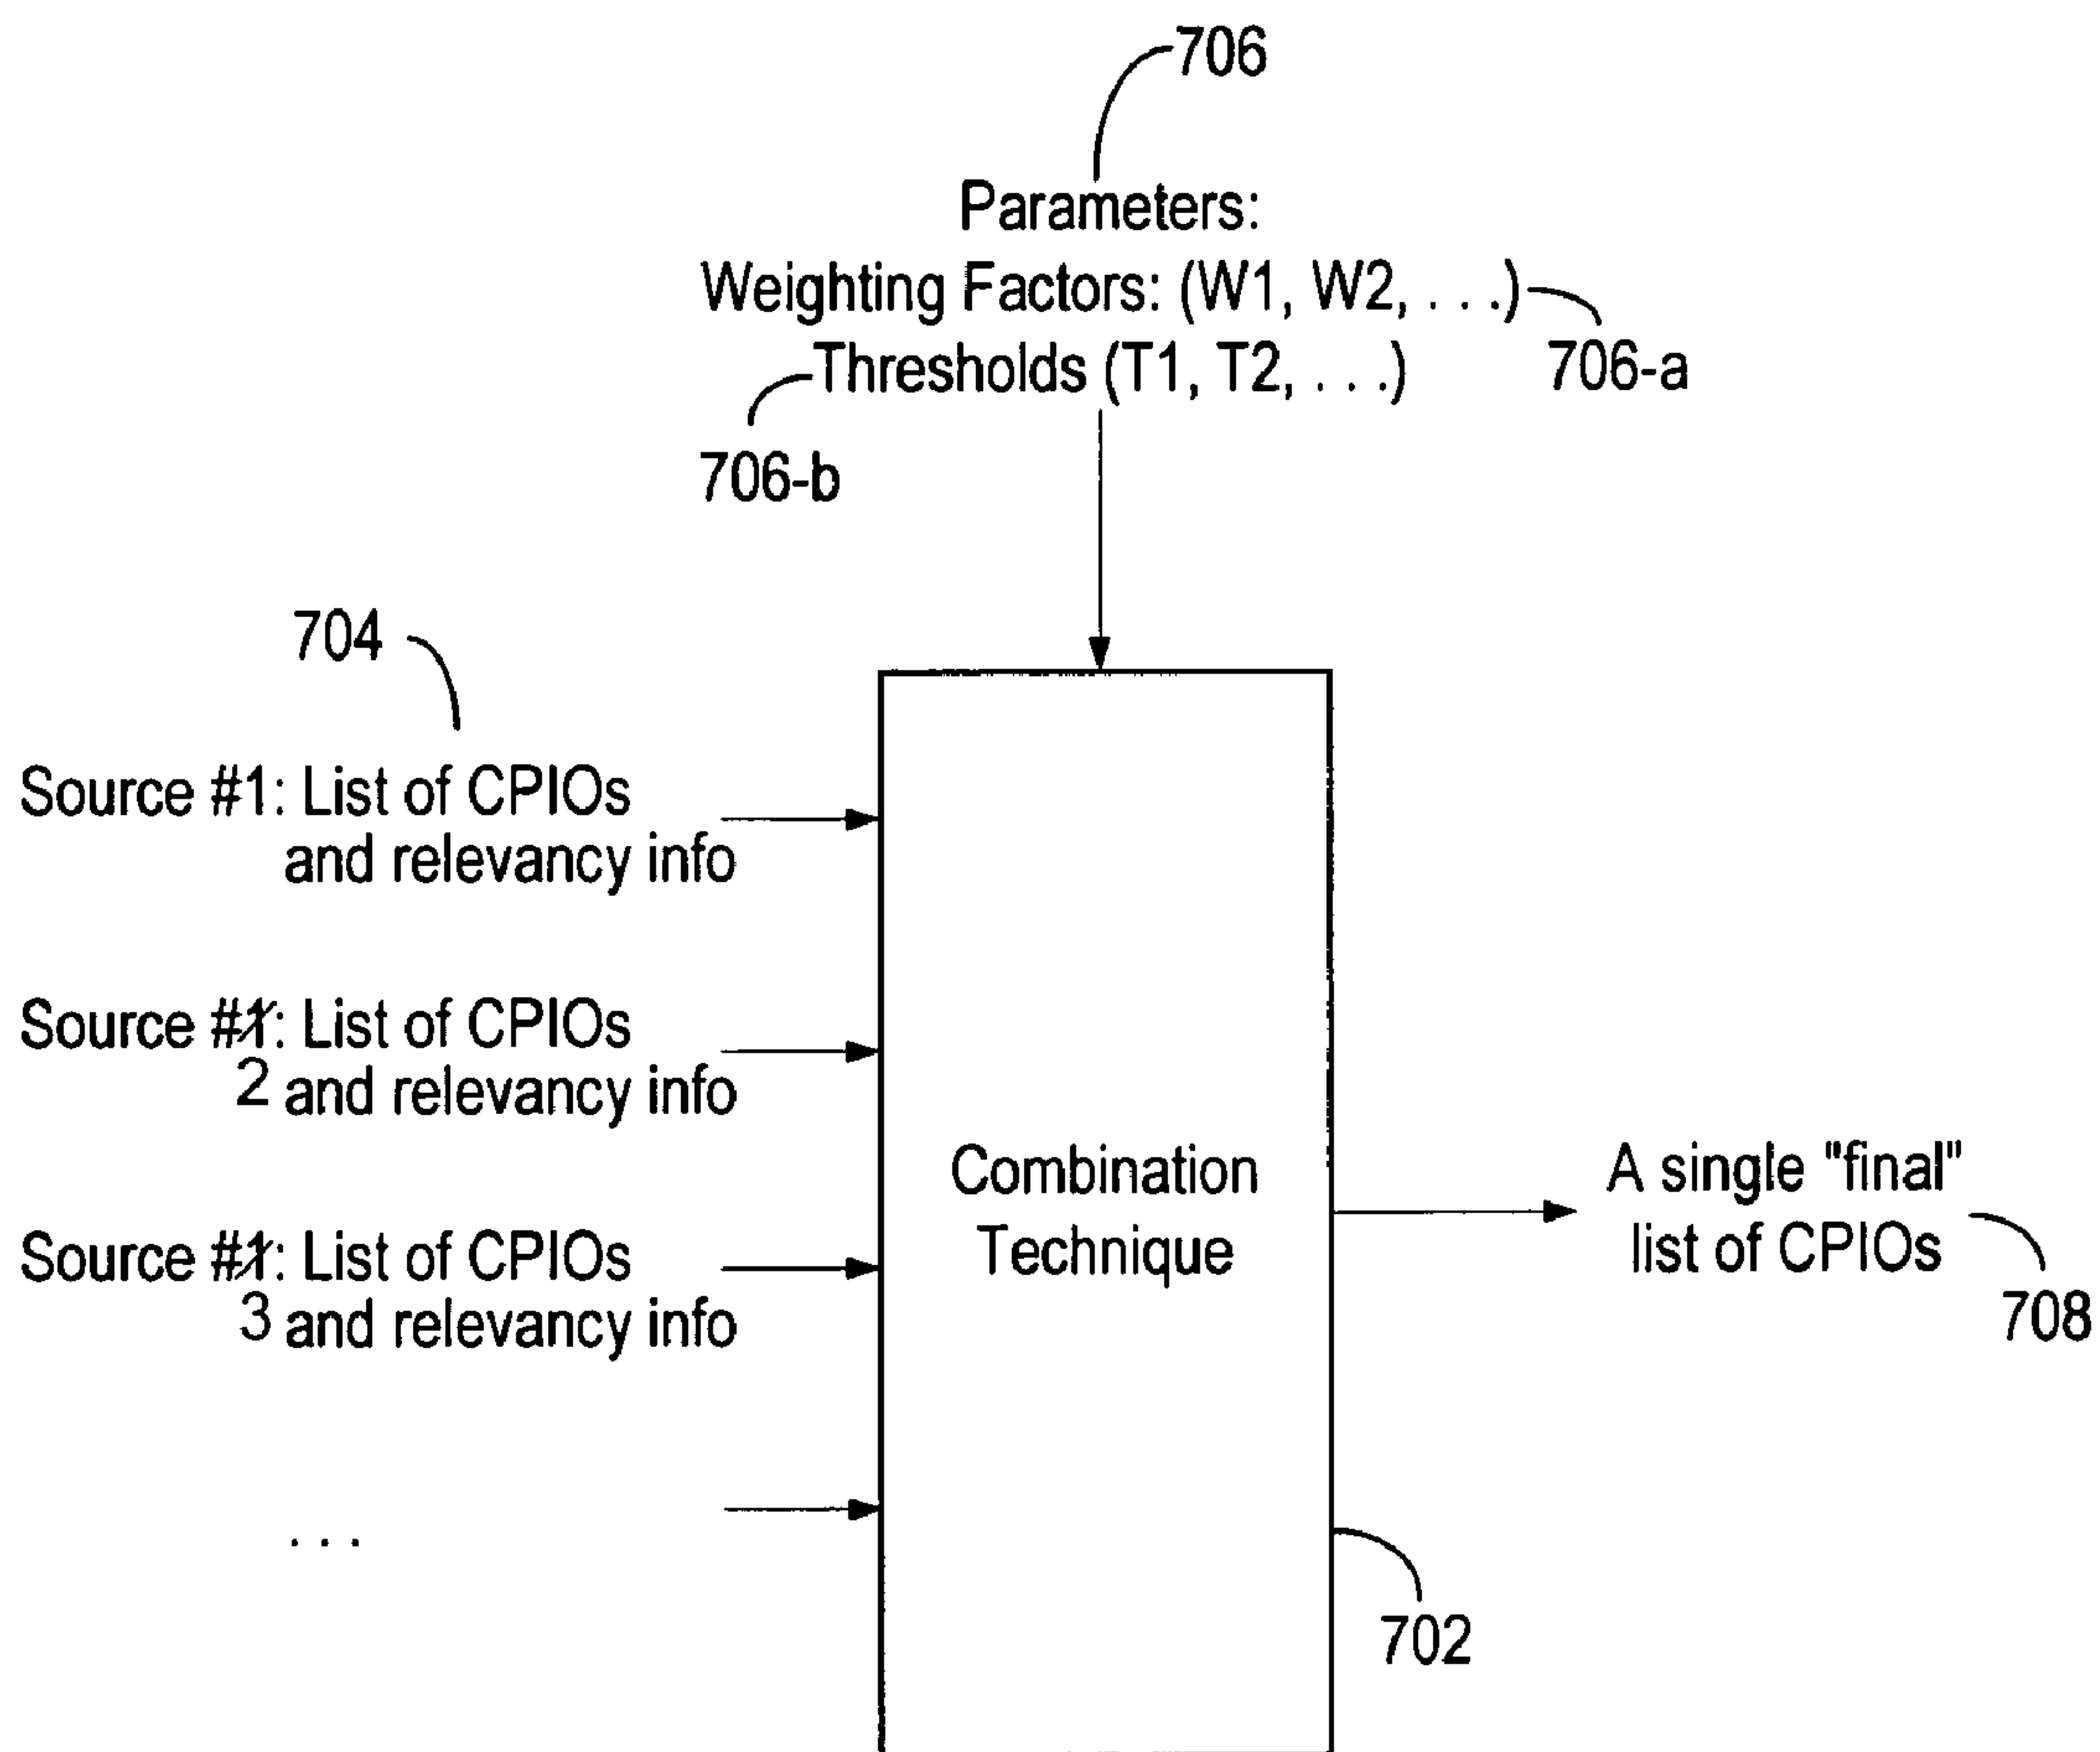 706
Parameters:
Weighting Factors: (W1, W2, . . .)
706-a
Thresholds (T1, T2, . . .)
706-b
704
Source #1: List of CPIOs
and relevancy info
Source #1: List of CPIOs
2 and relevancy info
Source #1: List of CPIOs
3 and relevancy info
. . .
Combination
Technique
A single "final"
list of CPIOs
708
702